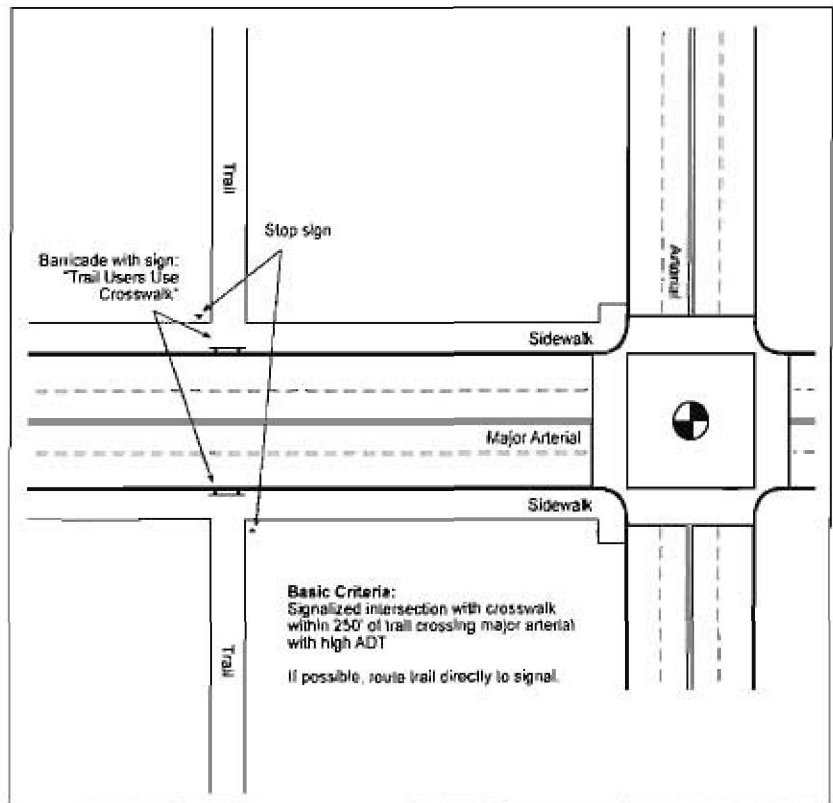 Trail
Stop sign
Barricade with sign:
"Trail Users Use
Crosswalk"
Arterial
Sidewalk
Major Arterial
Sidewalk
Trail
Basic Criteria:
Signalized intersection with crosswalk
within 250' of trail crossing major arterial
with high ADT
If possible, route trail directly to signal.